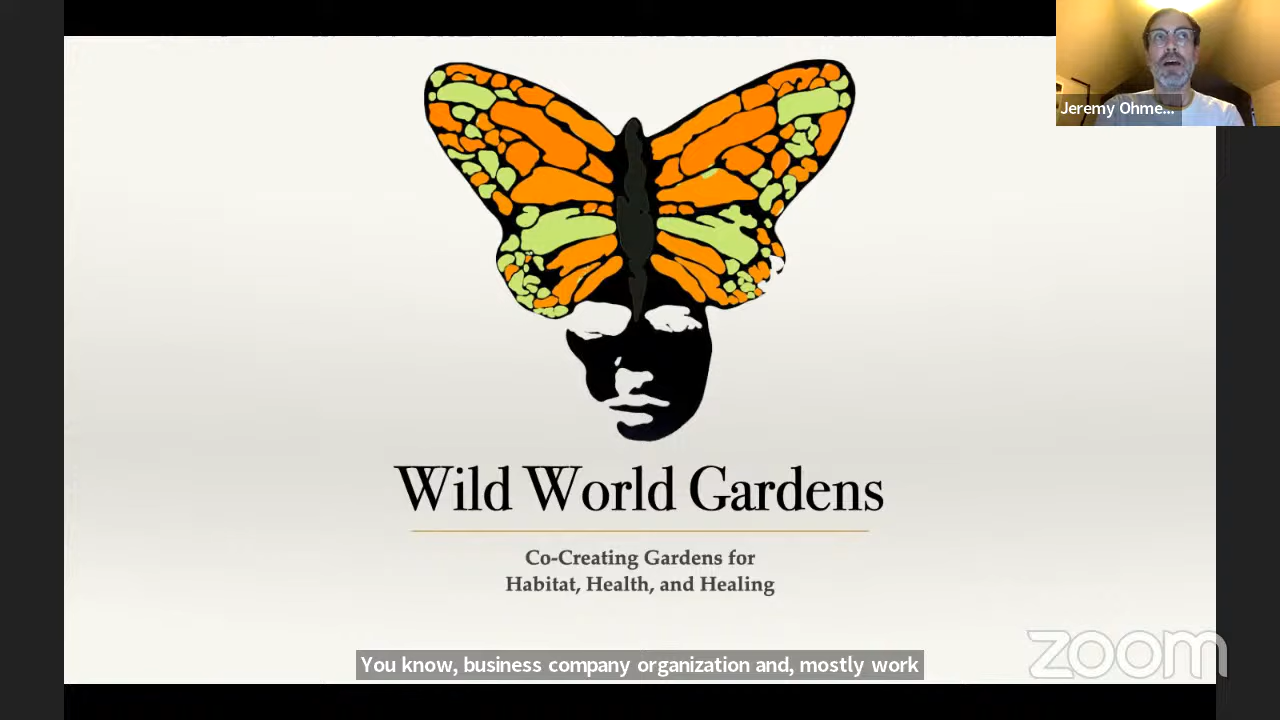 Jeremy Ohme...
Wild World Gardens
Co-Creating Gardens for
Habitat, Health, and Healing
You know, business company organization and, mostly work
zoom